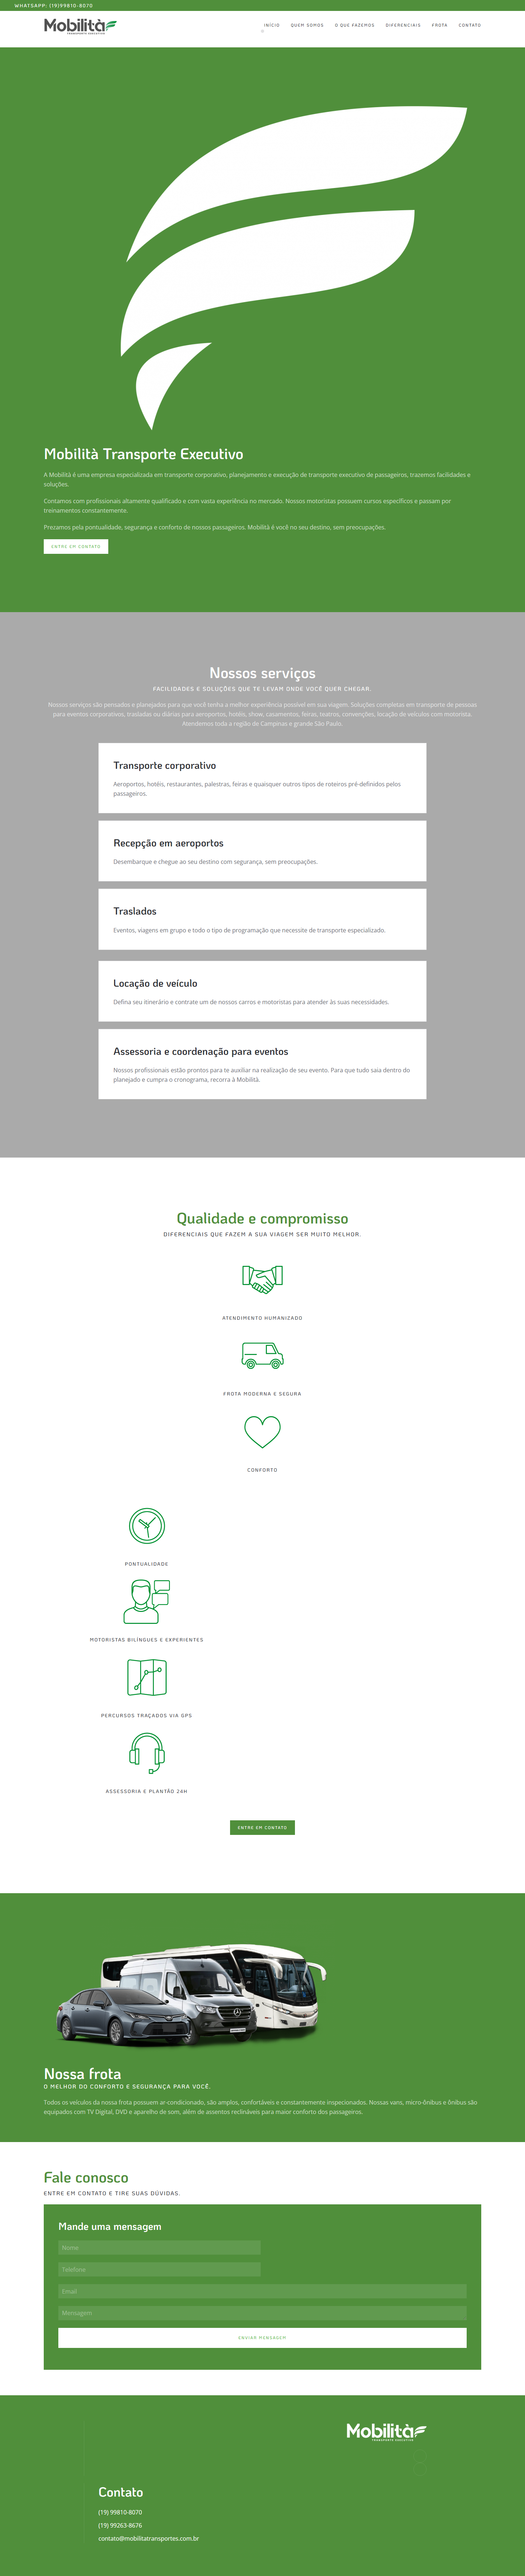 WHATSAPP: (19)99810-8070
Mobilità
TRANSPORTE EXECUTIVO
INÍCIO QUEM SOMOS O QUE FAZEMOS DIFERENCIAIS FROTA CONTATO
Mobilità Transporte Executivo
A Mobilità é uma empresa especializada em transporte corporativo, planejamento e execução de transporte executivo de passageiros, trazemos facilidades e
soluções.
Contamos com profissionais altamente qualificado e com vasta experiência no mercado. Nossos motoristas possuem cursos específicos e passam por
treinamentos constantemente.
Prezamos pela pontualidade, segurança e conforto de nossos passageiros. Mobilità é você no seu destino, sem preocupações.
ENTRE EM CONTATO
Nossos serviços
FACILIDADES E SOLUÇÕES QUE TE LEVAM ONDE VOCÊ QUER CHEGAR.
Nossos serviços são pensados e planejados para que você tenha a melhor experiência possível em sua viagem. Soluções completas em transporte de pessoas
para eventos corporativos, trasladas ou diárias para aeroportos, hotéis, show, casamentos, feiras, teatros, convenções, locação de veículos com motorista.
Atendemos toda a região de Campinas e grande São Paulo.
Transporte corporativo
Aeroportos, hotéis, restaurantes, palestras, feiras e quaisquer outros tipos de roteiros pré-definidos pelos
passageiros.
Recepção em aeroportos
Desembarque e chegue ao seu destino com segurança, sem preocupações.
Traslados
Eventos, viagens em grupo e todo o tipo de programação que necessite de transporte especializado.
Locação de veículo
Defina seu itinerário e contrate um de nossos carros e motoristas para atender às suas necessidades.
Assessoria e coordenação para eventos
Nossos profissionais estão prontos para te auxiliar na realização de seu evento. Para que tudo saia dentro do
planejado e cumpra o cronograma, recorra à Mobilità.
Qualidade e compromisso
DIFERENCIAIS QUE FAZEM A SUA VIAGEM SER MUITO MELHOR.
ATENDIMENTO HUMANIZADO
FROTA MODERNA E SEGURA
CONFORTO
PONTUALIDADE
MOTORISTAS BILÍNGUES E EXPERIENTES
PERCURSOS TRAÇADOS VIA GPS
ASSESSORIA E PLANTÃO 24H
ENTRE EM CONTATO
Nossa frota
O MELHOR DO CONFORTO E SEGURANÇA PARA VOCÊ.
Todos os veículos da nossa frota possuem ar-condicionado, são amplos, confortáveis e constantemente inspecionados. Nossas vans, micro-ônibus e ônibus são
equipados com TV Digital, DVD e aparelho de som, além de assentos reclináveis para maior conforto dos passageiros.
Fale conosco
ENTRE EM CONTATO E TIRE SUAS DÚVIDAS.
Mande uma mensagem
Nome
Telefone
Email
Mensagem
ENVIAR MENSAGEM
Mobilità
TRANSPORTE EXECUTIVO
Contato
(19) 99810-8070
(19) 99263-8676
contato@mobilitatransportes.com.br